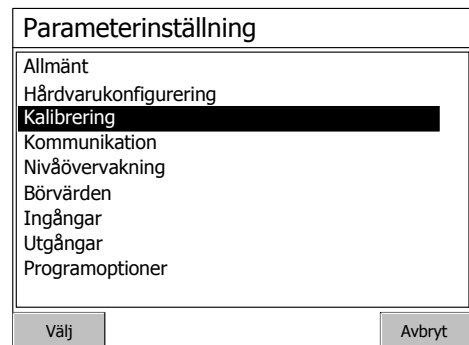 Parameterinställning
Allmänt
Hårdvarukonfigurering
Kalibrering
Kommunikation
Nivåövervakning
Börvärden
Ingångar
Utgångar
Programoptioner
Välj
Avbryt